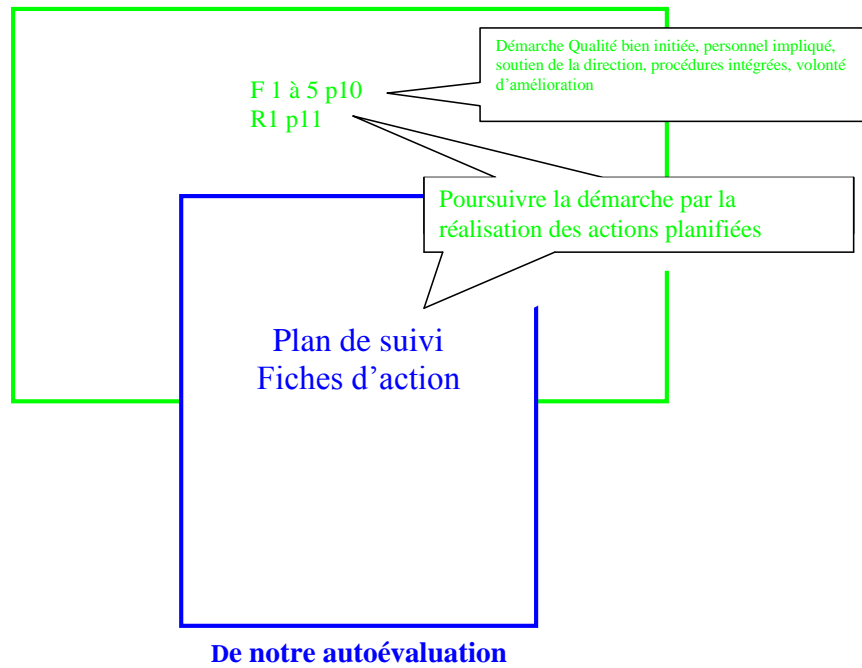 Démarche Qualité bien initiée, personnel impliqué,
soutien de la direction, procédures intégrées, volonté
d’amélioration
F 1 à 5 p10
R1 p11
Poursuivre la démarche par la
réalisation des actions planifiées
Plan de suivi
Fiches d’action
De notre autoévaluation